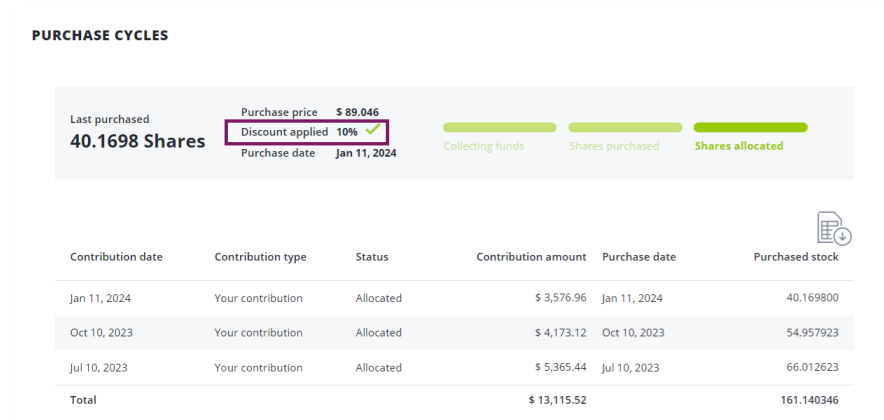 PURCHASE CYCLES
Last purchased
40.1698 Shares
Purchase price $ 89.046
Discount applied 10%
Purchase date Jan 11, 2024
Collecting funds Shares purchased Shares allocated
Contribution date Contribution type Status Contribution amount Purchase date Purchased stock
Jan 11, 2024 Your contribution Allocated $ 3,576.96 Jan 11, 2024 40.169800
Oct 10, 2023 Your contribution Allocated $ 4,173.12 Oct 10, 2023 54.957923
Jul 10, 2023 Your contribution Allocated $ 5,365.44 Jul 10, 2023 66.012623
Total $ 13,115.52 161.140346